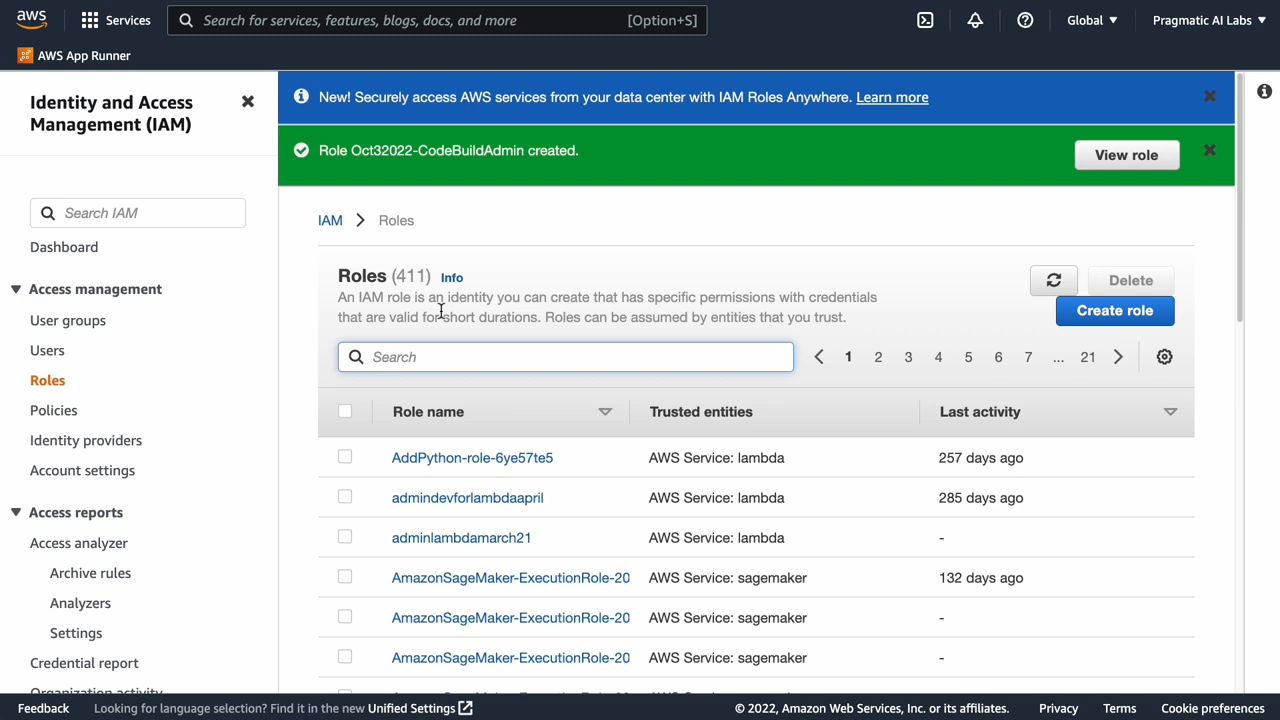 aws
Services
Search for services, features, blogs, docs, and more [Option+S]
Global
Pragmatic AI Labs
AWS App Runner
Identity and Access
Management (IAM)
Search IAM
Dashboard
Access management
User groups
Users
Roles
Policies
Identity providers
Account settings
Access reports
Access analyzer
Archive rules
Analyzers
Settings
Credential report
Organization activity
New! Securely access AWS services from your data center with IAM Roles Anywhere. Learn more
Role Oct32022-CodeBuildAdmin created.
View role
IAM > Roles
Roles (411) Info
An IAM role is an identity you can create that has specific permissions with credentials
that are valid for short durations. Roles can be assumed by entities that you trust.
Delete
Create role
Search
1 2 3 4 5 6 7 ... 21
Role name Trusted entities Last activity
AddPython-role-6ye57te5 AWS Service: lambda 257 days ago
admindevforlambdaapril AWS Service: lambda 285 days ago
adminlambdamarch21 AWS Service: lambda -
AmazonSageMaker-ExecutionRole-20 AWS Service: sagemaker 132 days ago
AmazonSageMaker-ExecutionRole-20 AWS Service: sagemaker -
AmazonSageMaker-ExecutionRole-20 AWS Service: sagemaker -
Feedback Looking for language selection? Find it in the new Unified Settings © 2022, Amazon Web Services, Inc. or its affiliates. Privacy Terms Cookie preferences